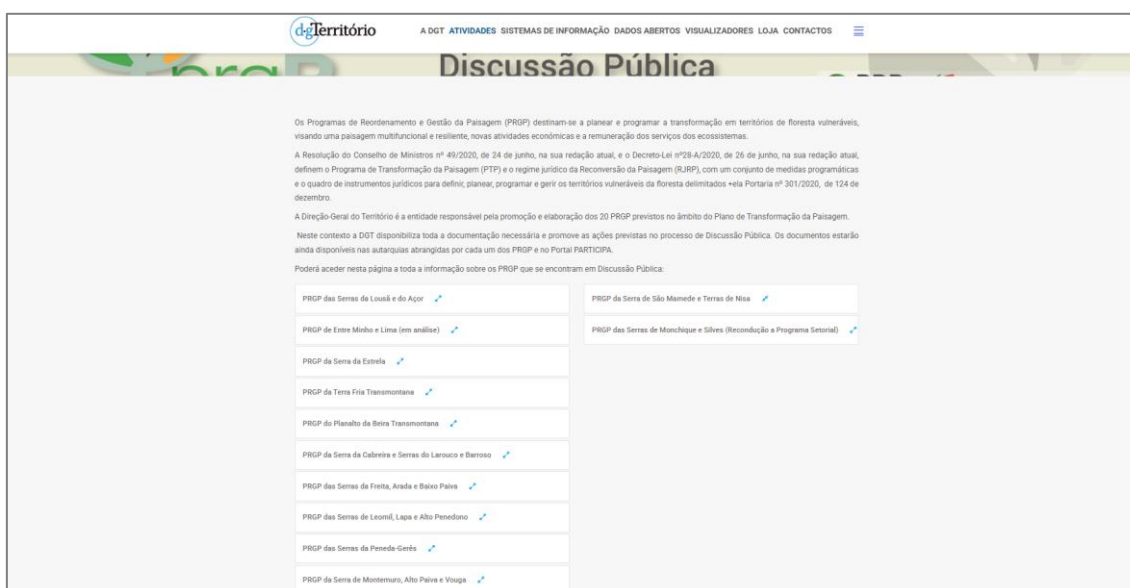 dgTerritório
A DGT ATIVIDADES SISTEMAS DE INFORMAÇÃO DADOS ABERTOS VISUALIZADORES LOJA CONTACTOS
Discussão Pública
Os Programas de Reordenamento e Gestão da Paisagem (PRGP) destinam-se a planear e programar a transformação em territórios de floresta vulneráveis,
visando uma paisagem multifuncional e resiliente, novas atividades económicas e a remuneração dos serviços dos ecossistemas.
A Resolução do Conselho de Ministros nº 49/2020, de 24 de junho, na sua redação atual, e o Decreto-Lei nº28-A/2020, de 26 de junho, na sua redação atual,
definem o Programa de Transformação da Paisagem (PTP) e o regime jurídico da Reconversão da Paisagem (RJRP), com um conjunto de medidas programáticas
e o quadro de instrumentos jurídicos para definir, planear, programar e gerir os territórios vulneráveis da floresta delimitados +ela Portaria nº 301/2020, de 124 de
dezembro.
A Direção-Geral do Território é a entidade responsável pela promoção e elaboração dos 20 PRGP previstos no âmbito do Plano de Transformação da Paisagem.
Neste contexto a DGT disponibiliza toda a documentação necessária e promove as ações previstas no processo de Discussão Pública. Os documentos estarão
ainda disponíveis nas autarquias abrangidas por cada um dos PRGP e no Portal PARTICIPA.
Poderá aceder nesta página a toda a informação sobre os PRGP que se encontram em Discussão Pública:
PRGP das Serras da Lousã e do Açor
PRGP de Entre Minho e Lima (em análise)
PRGP da Serra da Estrela
PRGP da Terra Fria Transmontana
PRGP do Planalto da Beira Transmontana
PRGP da Serra da Cabreira e Serras do Larouco e Barroso
PRGP das Serras da Freita, Arada e Baixo Paiva
PRGP das Serras de Leomil, Lapa e Alto Penedono
PRGP das Serras da Peneda-Gerês
PRGP da Serra de Montemuro, Alto Paiva e Vouga
PRGP da Serra de São Mamede e Terras de Nisa
PRGP das Serras de Monchique e Silves (Recondução a Programa Setorial)